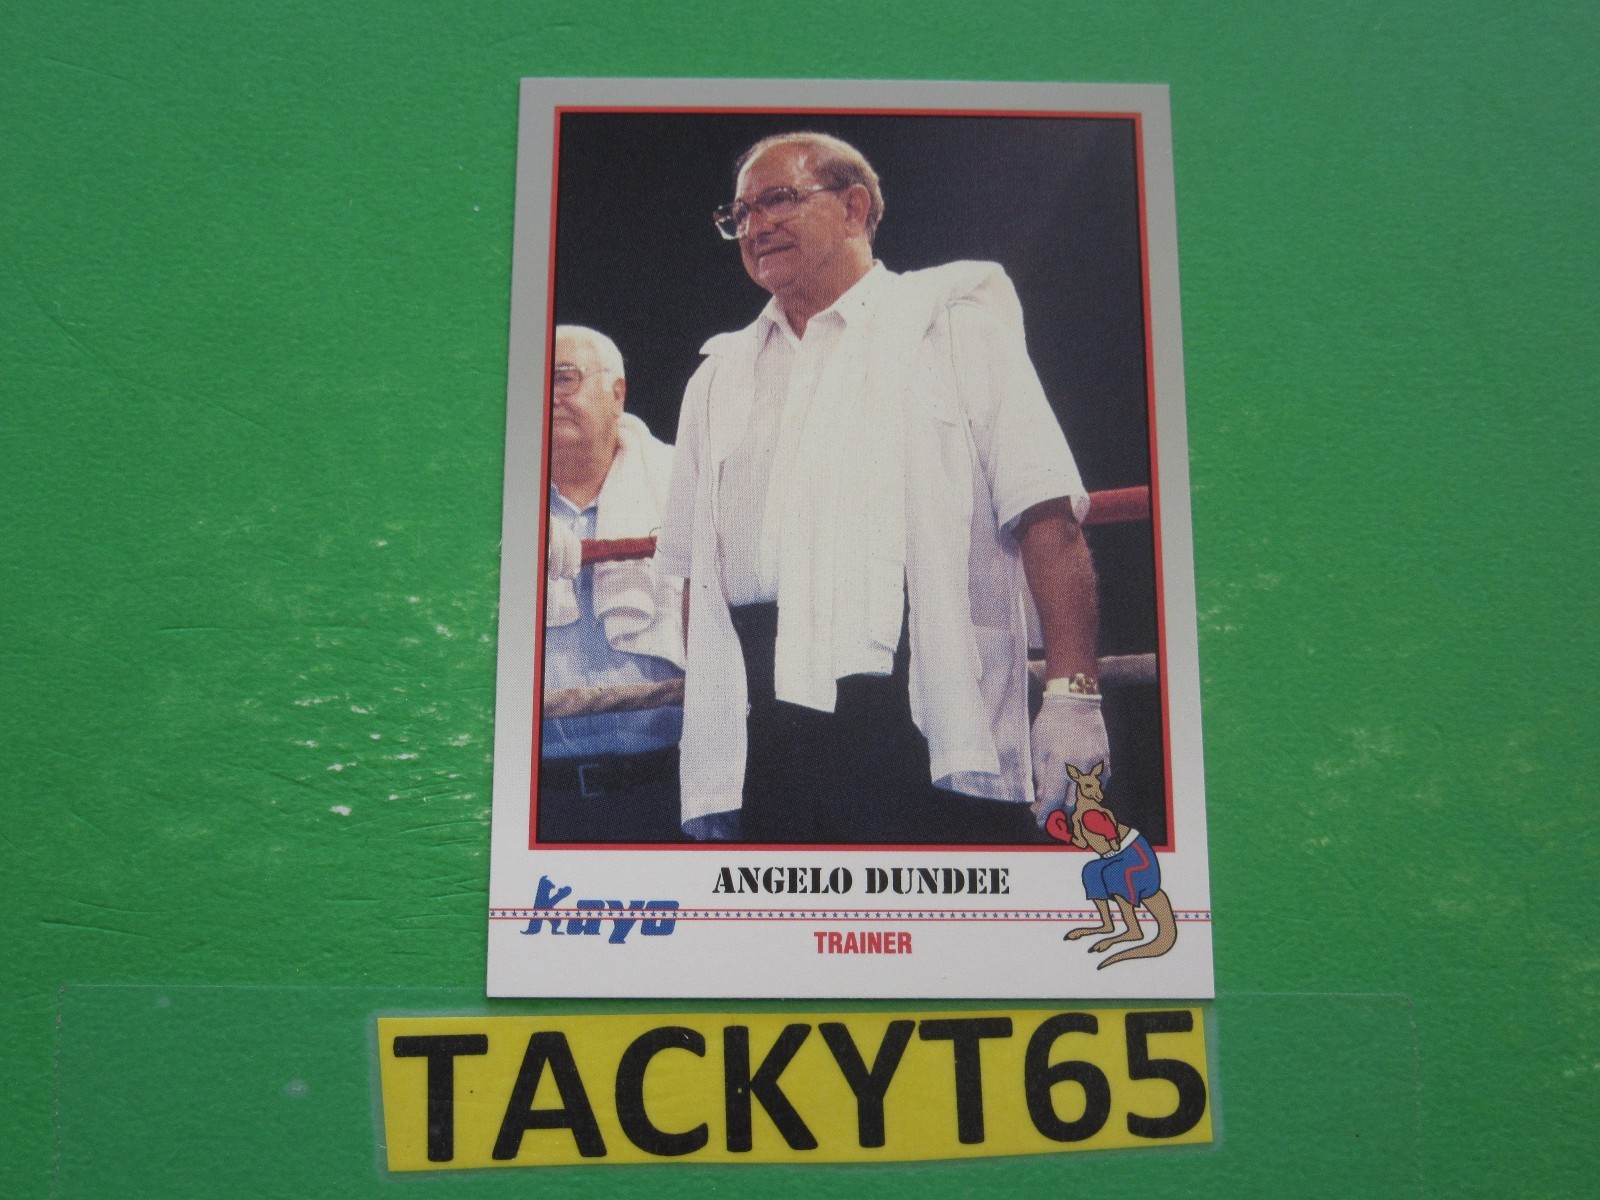 ANGELO DUNDEE
Kayo
TRAINER
TACKYT65